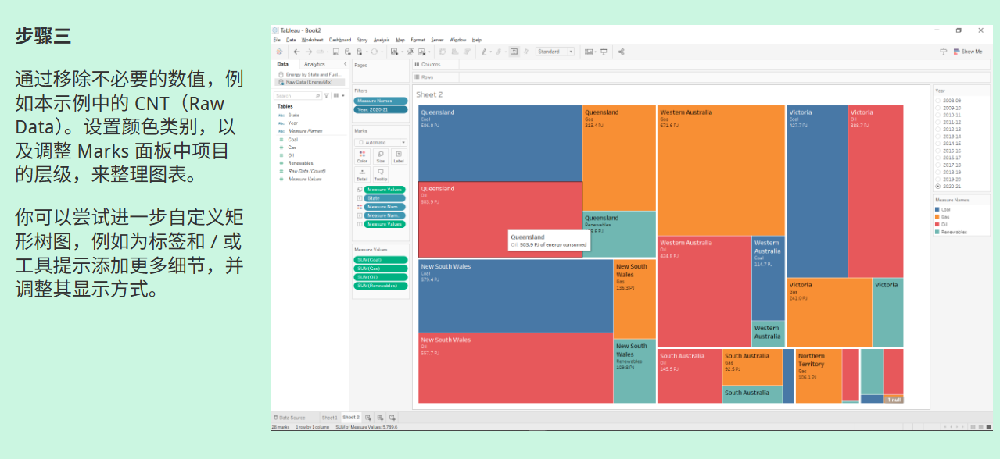 步骤三
通过移除不必要的数值，例
如本示例中的 CNT（Raw
Data）。设置颜色类别，以
及调整 Marks 面板中项目
的层级，来整理图表。
你可以尝试进一步自定义矩
形树图，例如为标签和 / 或
工具提示添加更多细节，并
调整其显示方式。
Tableau - Book2
File Data Worksheet Dashboard Story Analysis Map Format Server Window Help
Standard
Show Me
Data Analytics
Energy by State and Fuel...
Raw Data (EnergyMix)
Search
Tables
Abc State
Abc Year
Abc Measure Names
Coal
Gas
Oil
Renewables
Raw Data (Count)
Measure Values
Pages
Filters
Measure Names
Year: 2020-21
Marks
Automatic
Color Size Label
Detail Tooltip
Measure Values
State
Measure Nam..
Measure Nam..
Measure Values
Measure Values
SUM(Coal)
SUM(Gas)
SUM(Oil)
SUM(Renewables)
Columns
Rows
Sheet 2
Queensland
Coal
506.0 PJ
Queensland
Gas
313.4 PJ
Queensland
Oil
503.9 PJ
Queensland
Renewables
Queensland
Oil: 503.9 PJ of energy consumed
New South Wales
Coal
579.4 PJ
New South
Wales
Gas
136.3 PJ
New South Wales
Oil
557.7 PJ
New South
Wales
Renewables
109.8 PJ
Western Australia
Gas
671.6 PJ
Western Australia
Oil
424.8 PJ
Western
Australia
Coal
114.7 PJ
Western
Australia
Victoria
Coal
427.7 PJ
Victoria
Oil
388.7 PJ
Victoria
Gas
241.0 PJ
Victoria
South Australia
Oil
146.5 PJ
South Australia
Gas
92.5 PJ
South Australia
Northern
Territory
Gas
106.1 PJ
1 null
Year
2008-09
2009-10
2010-11
2011-12
2012-13
2013-14
2014-15
2015-16
2016-17
2017-18
2018-19
2019-20
2020-21
Measure Names
Coal
Gas
Oil
Renewables
Data Source Sheet 1 Sheet 2
28 marks 1 row by 1 column SUM of Measure Values: 5,789.6